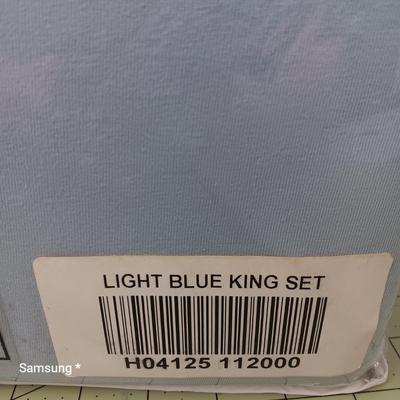 LIGHT BLUE KING SET
H04125 112000
Samsung *